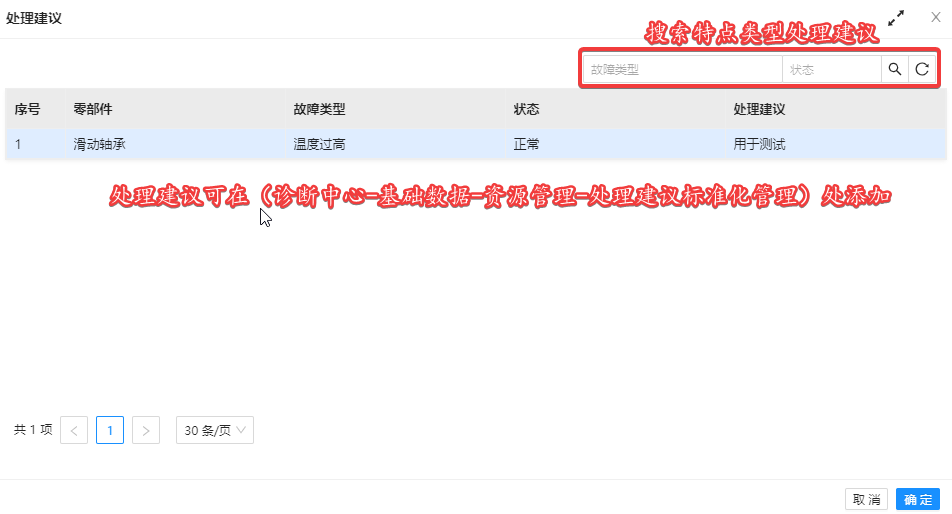 处理建议
搜索特点类型处理建议
故障类型 状态
序号 零部件 故障类型 状态 处理建议
1 滑动轴承 温度过高 正常 用于测试
处理建议可在（诊断中心-基础数据-资源管理-处理建议标准化管理）处添加
共 1 项 1 30 条/页
取 消 确 定